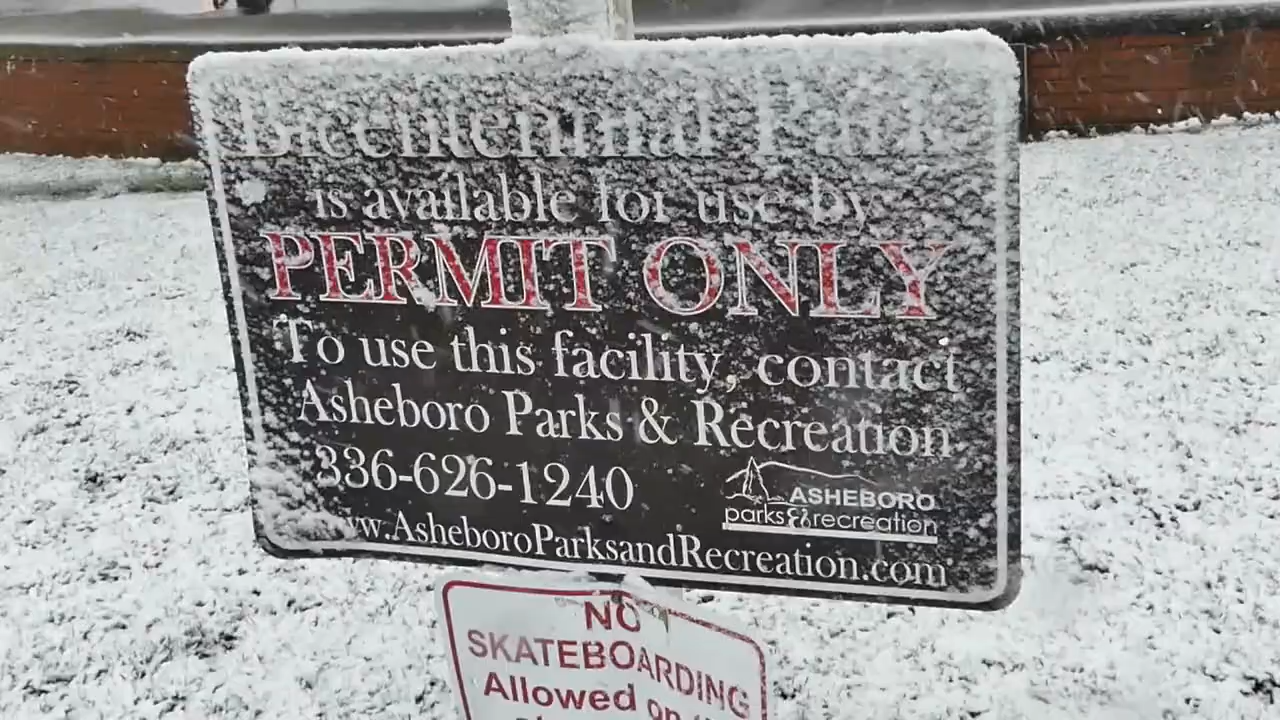 Bicentennial Park
is available for use by
PERMIT ONLY
To use this facility, contact
Asheboro Parks & Recreation
336-626-1240
ASHEBORO
parks & recreation
ww.AsheboroParksandRecreation.com
NO
SKATEBOARDING
Allowed on